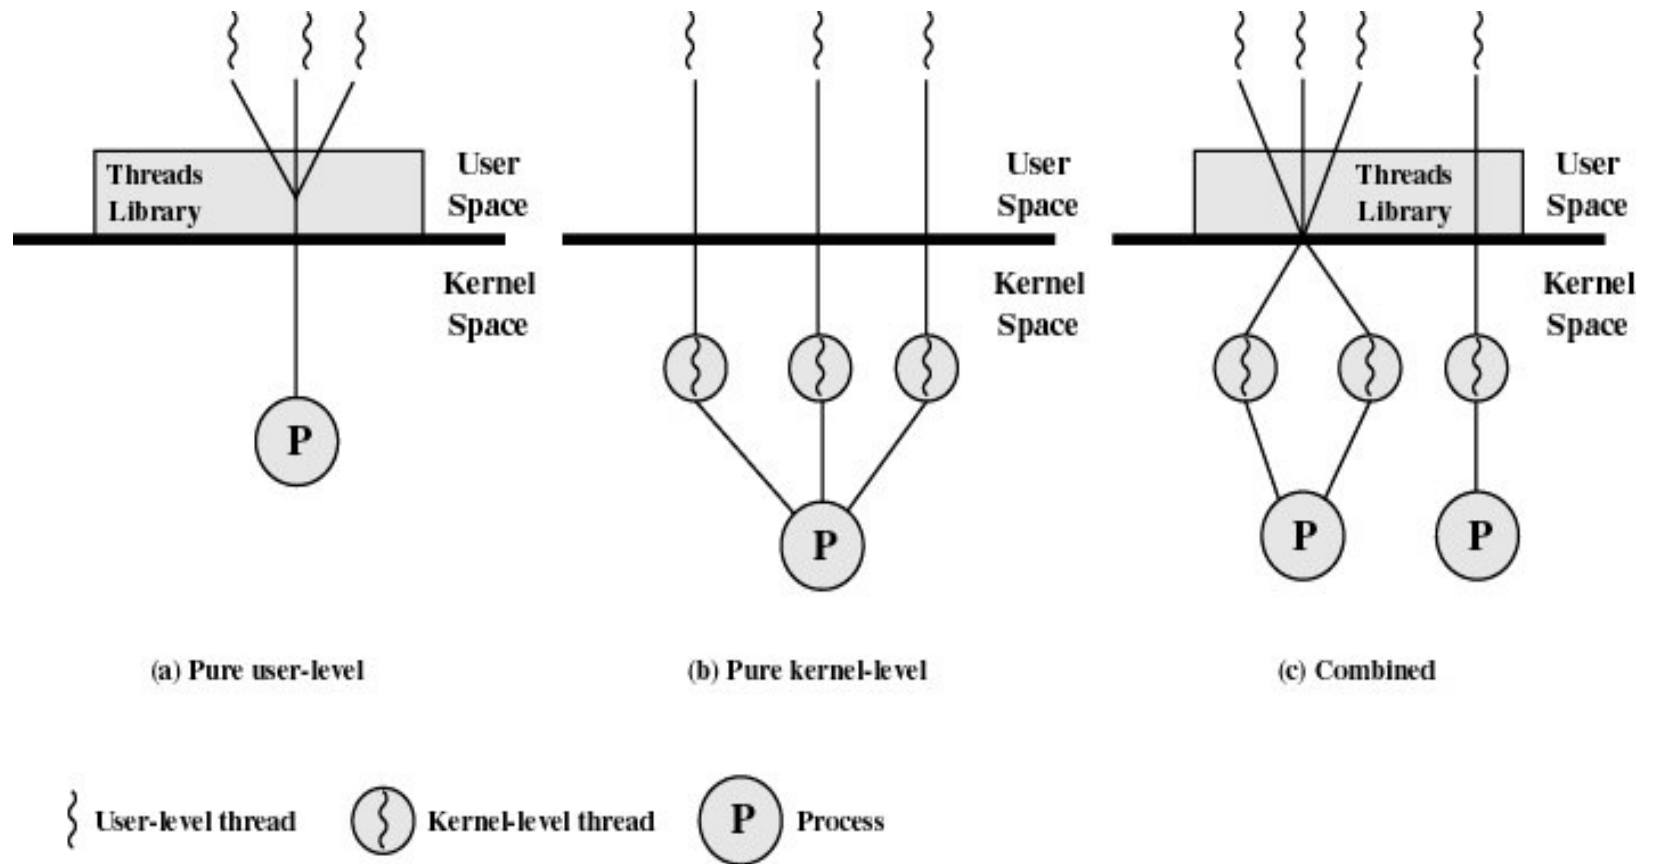 Threads
Library
User
Space
Kernel
Space
P
(a) Pure user-level
User
Space
Kernel
Space
P
(b) Pure kernel-level
Threads
Library
User
Space
Kernel
Space
P
P
(c) Combined
User-level thread
Kernel-level thread
P
Process